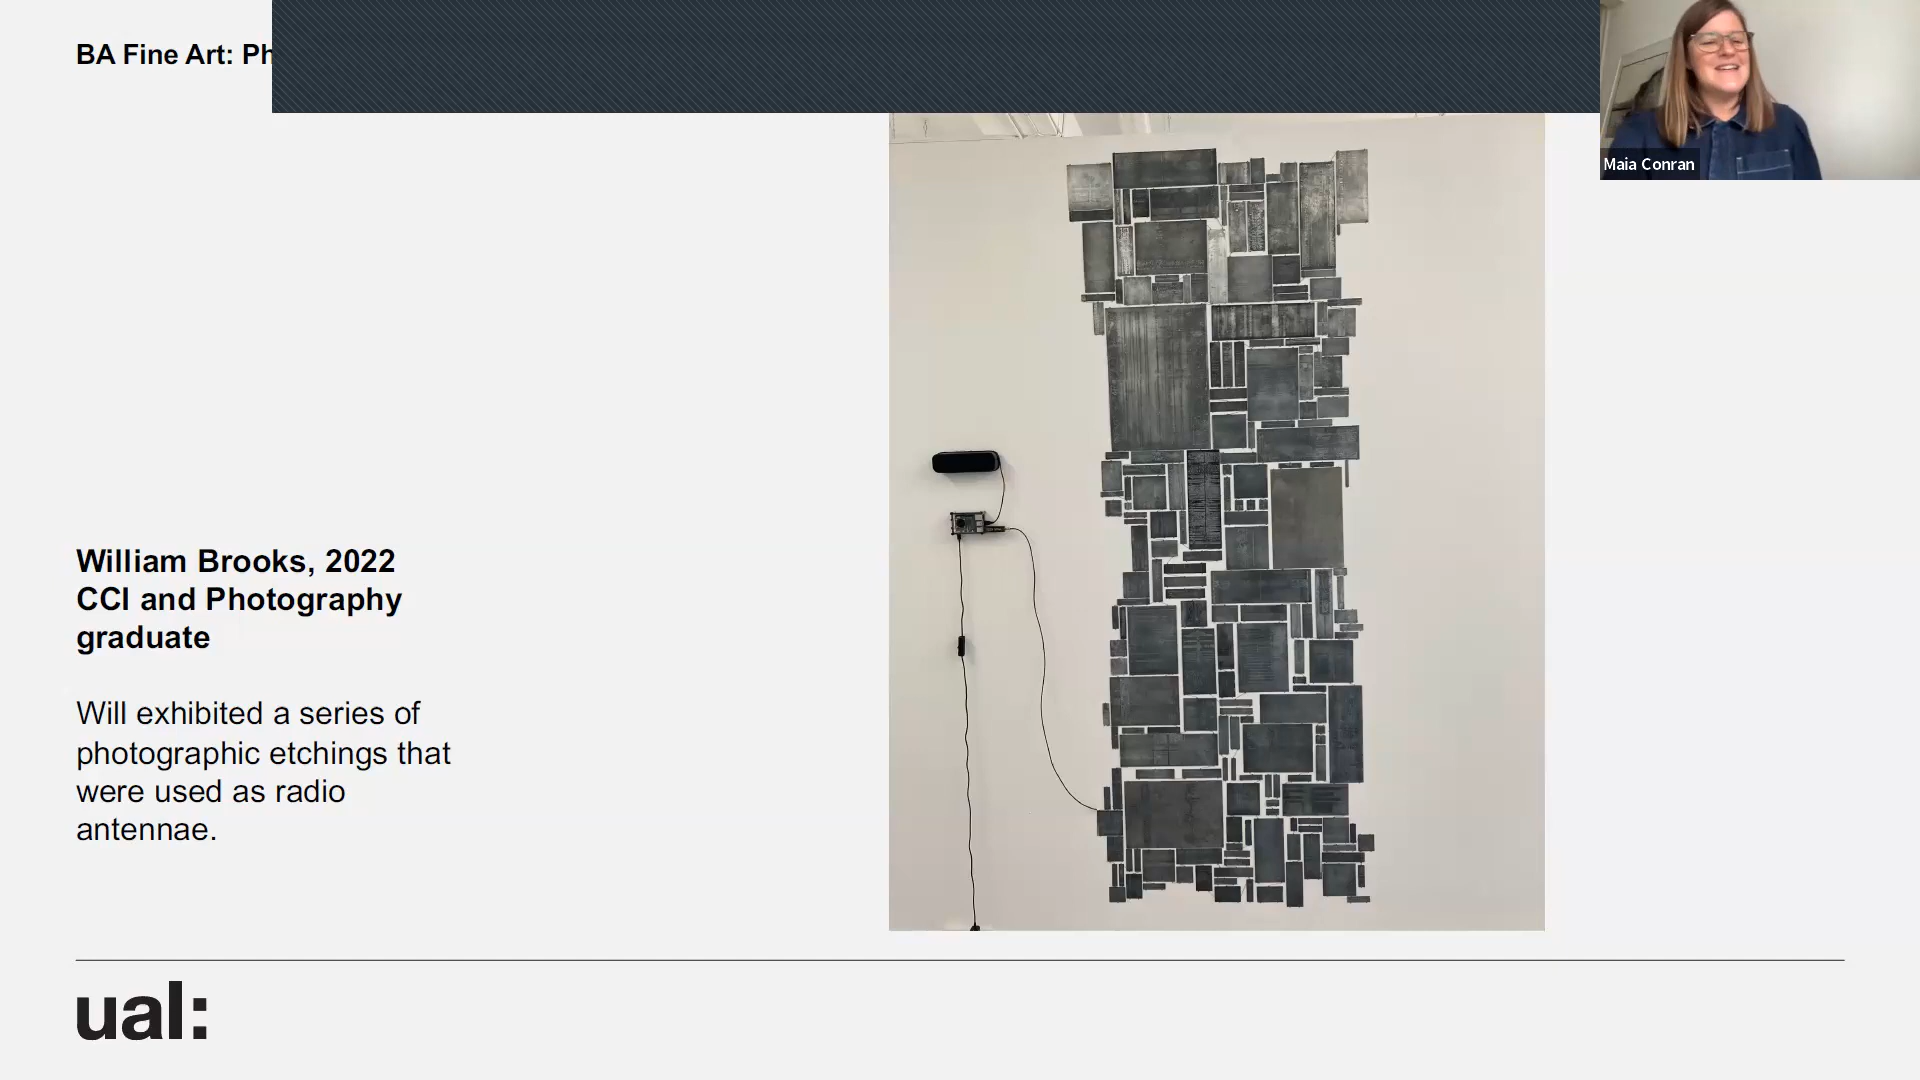 BA Fine Art: Ph
Maia Conran
William Brooks, 2022
CCI and Photography
graduate
Will exhibited a series of
photographic etchings that
were used as radio
antennae.
ual: